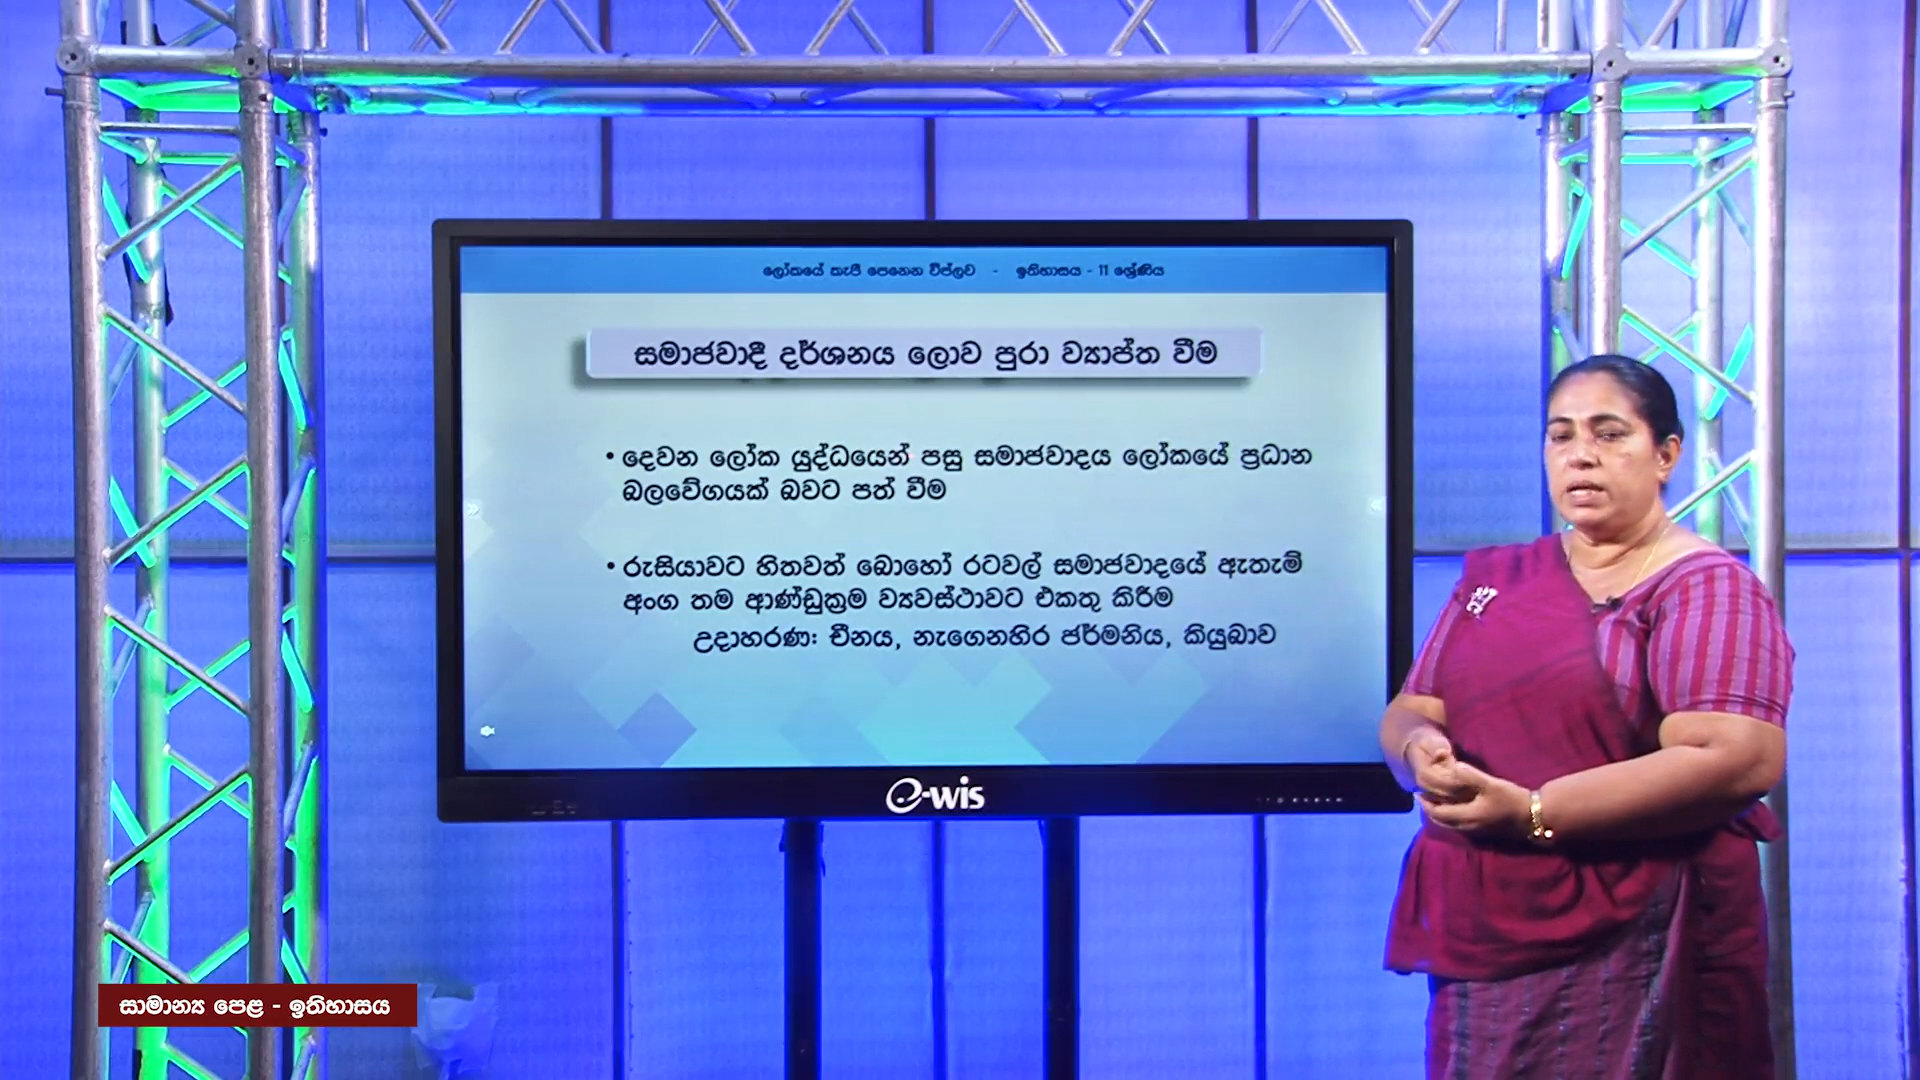 ලෝකයේ කැපී පෙනෙන විප්ලව - ඉතිහාසය - 11 ශ්‍රේණිය
සමාජවාදී දර්ශනය ලොව පුරා ව්‍යාප්ත වීම
• දෙවන ලෝක යුද්ධයෙන් පසු සමාජවාදය ලෝකයේ ප්‍රධාන
බලවේගයක් බවට පත් වීම
• රුසියාවට හිතවත් බොහෝ රටවල් සමාජවාදයේ ඇතැම්
අංග තම ආණ්ඩුක්‍රම ව්‍යවස්ථාවට එකතු කිරීම
උදාහරණ: චීනය, නැගෙනහිර ජර්මනිය, කියුබාව
e-wis
සාමාන්‍ය පෙළ - ඉතිහාසය